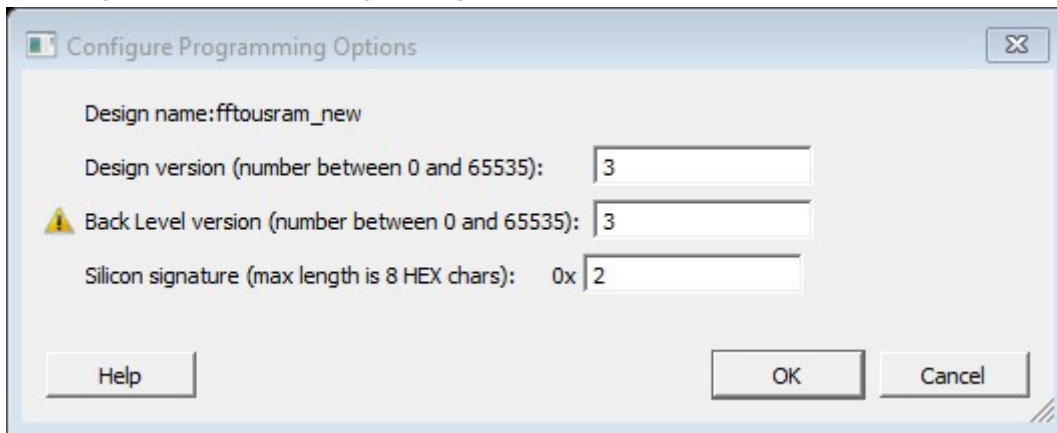 Configure Programming Options
Design name:fftousram_new
Design version (number between 0 and 65535): 3
Back Level version (number between 0 and 65535): 3
Silicon signature (max length is 8 HEX chars): 0x 2
Help OK Cancel